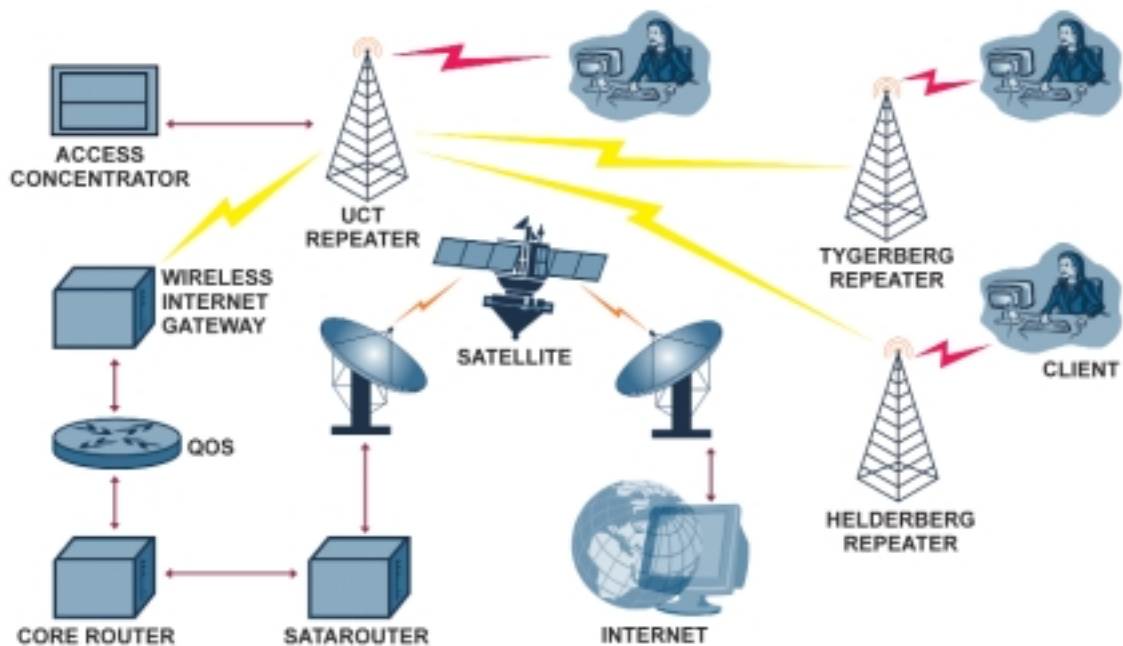 ACCESS
CONCENTRATOR
UCT
REPEATER
TYGERBERG
REPEATER
WIRELESS
INTERNET
GATEWAY
SATELLITE
CLIENT
QOS
HELDERBERG
REPEATER
CORE ROUTER
SATAROUTER
INTERNET